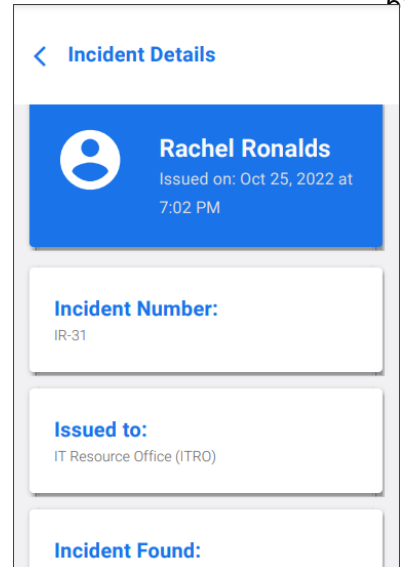 Incident Details
Rachel Ronalds
Issued on: Oct 25, 2022 at
7:02 PM
Incident Number:
IR-31
Issued to:
IT Resource Office (ITRO)
Incident Found: